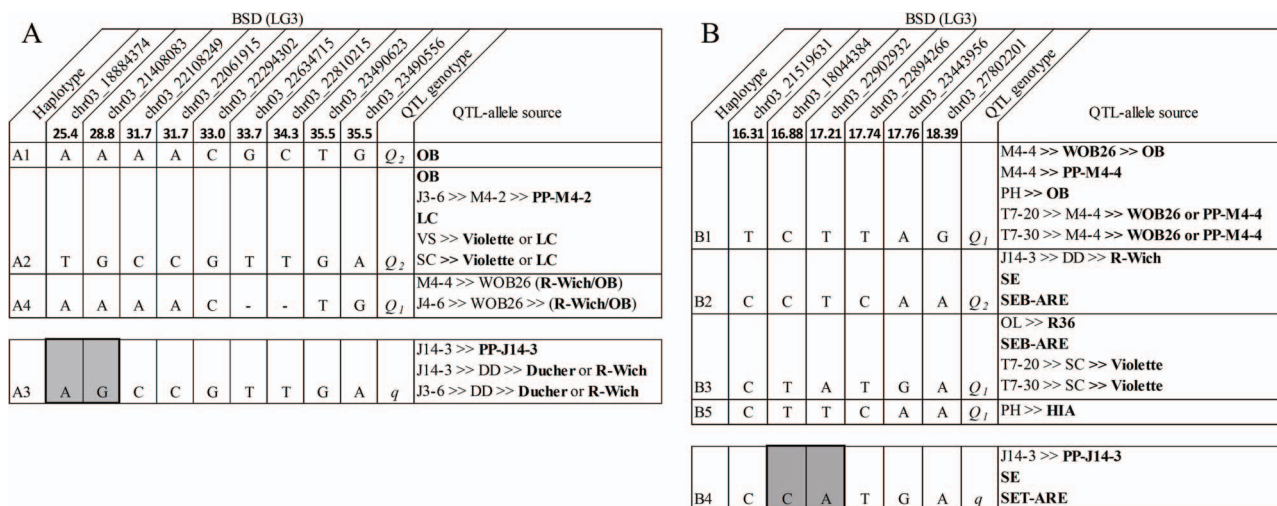 A
BSD (LG3)
Haplotype chr03_18884374 chr03_21408083 chr03_22108249 chr03_22061915 chr03_22294302 chr03_22634715 chr03_22810215 chr03_23490623 chr03_23490556 QTL genotype QTL-allele source
25.4 28.8 31.7 31.7 33.0 33.7 34.3 35.5 35.5
A1 A A A A C G C T G Q2 OB
OB
J3-6 >> M4-2 >> PP-M4-2
LC
VS >> Violette or LC
A2 T G C C G T T G A Q2 SC >> Violette or LC
M4-4 >> WOB26 (R-Wich/OB)
A4 A A A A C - - T G Q1 J4-6 >> WOB26 >> (R-Wich/OB)
J14-3 >> PP-J14-3
J14-3 >> DD >> Ducher or R-Wich
A3 A G C C G T T G A q J3-6 >> DD >> Ducher or R-Wich
B
BSD (LG3)
Haplotype chr03_21519631 chr03_18044384 chr03_22902932 chr03_22894266 chr03_23443956 chr03_27802201 QTL genotype QTL-allele source
16.31 16.88 17.21 17.74 17.76 18.39
M4-4 >> WOB26 >> OB
M4-4 >> PP-M4-4
PH >> OB
T7-20 >> M4-4 >> WOB26 or PP-M4-4
B1 T C T T A G Q1 T7-30 >> M4-4 >> WOB26 or PP-M4-4
J14-3 >> DD >> R-Wich
SE
B2 C C T C A A Q2 SEB-ARE
OL >> R36
SEB-ARE
T7-20 >> SC >> Violette
B3 C T A T G A Q1 T7-30 >> SC >> Violette
B5 C T T C A A Q1 PH >> HIA
J14-3 >> PP-J14-3
SE
B4 C C A T G A q SET-ARE